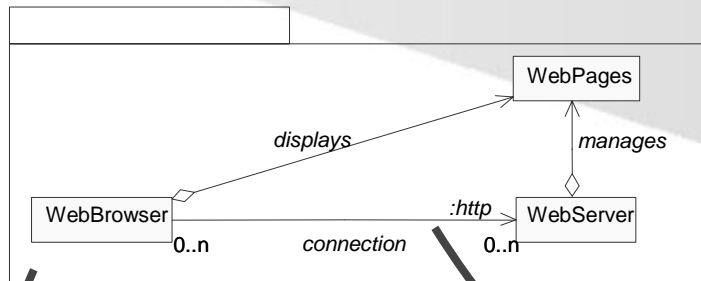 WebPages
displays
manages
WebBrowser
:http
WebServer
0..n
connection
0..n